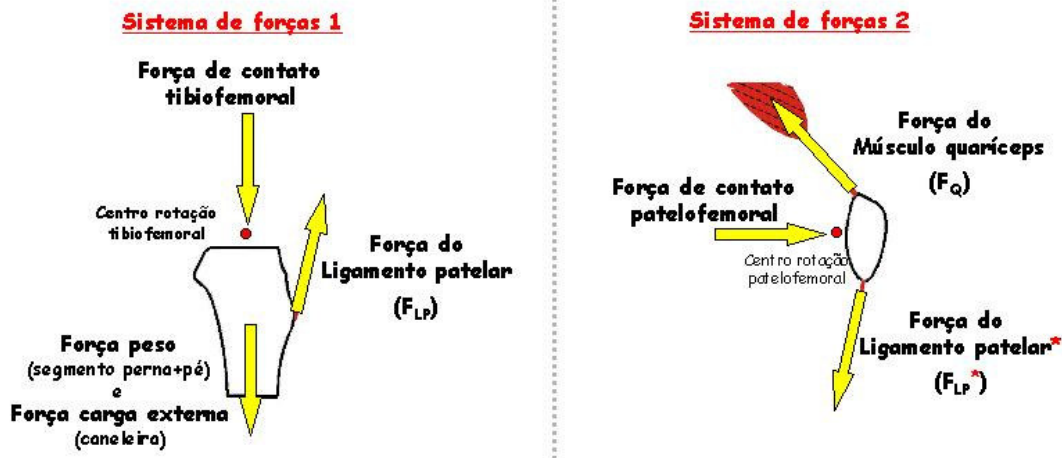 Sistema de forças 1
Força de contato
tibiofemoral
Centro rotação
tibiofemoral
Força do
Ligamento patelar
(FLP)
Força peso
(segmento perna+pé)
e
Força carga externa
(caneleira)
Sistema de forças 2
Força do
Músculo quaríceps
(FQ)
Força de contato
patelofemoral
Centro rotação
patelofemoral
Força do
Ligamento patelar*
(FLP*)